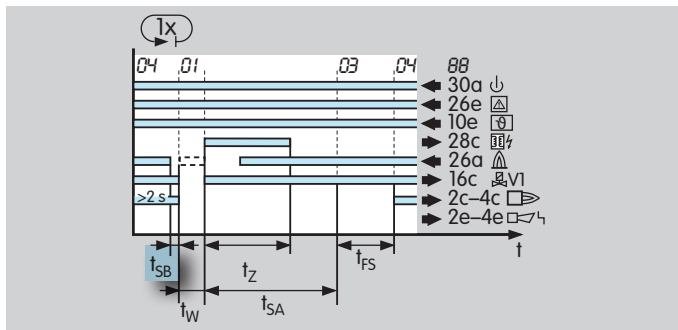 1x
04 01 03 04 88
30a
26e
10e ϑ
28c
26a
16c V1
>2 s 2c–4c
2e–4e
t
tSB tZ tFS
tW tSA